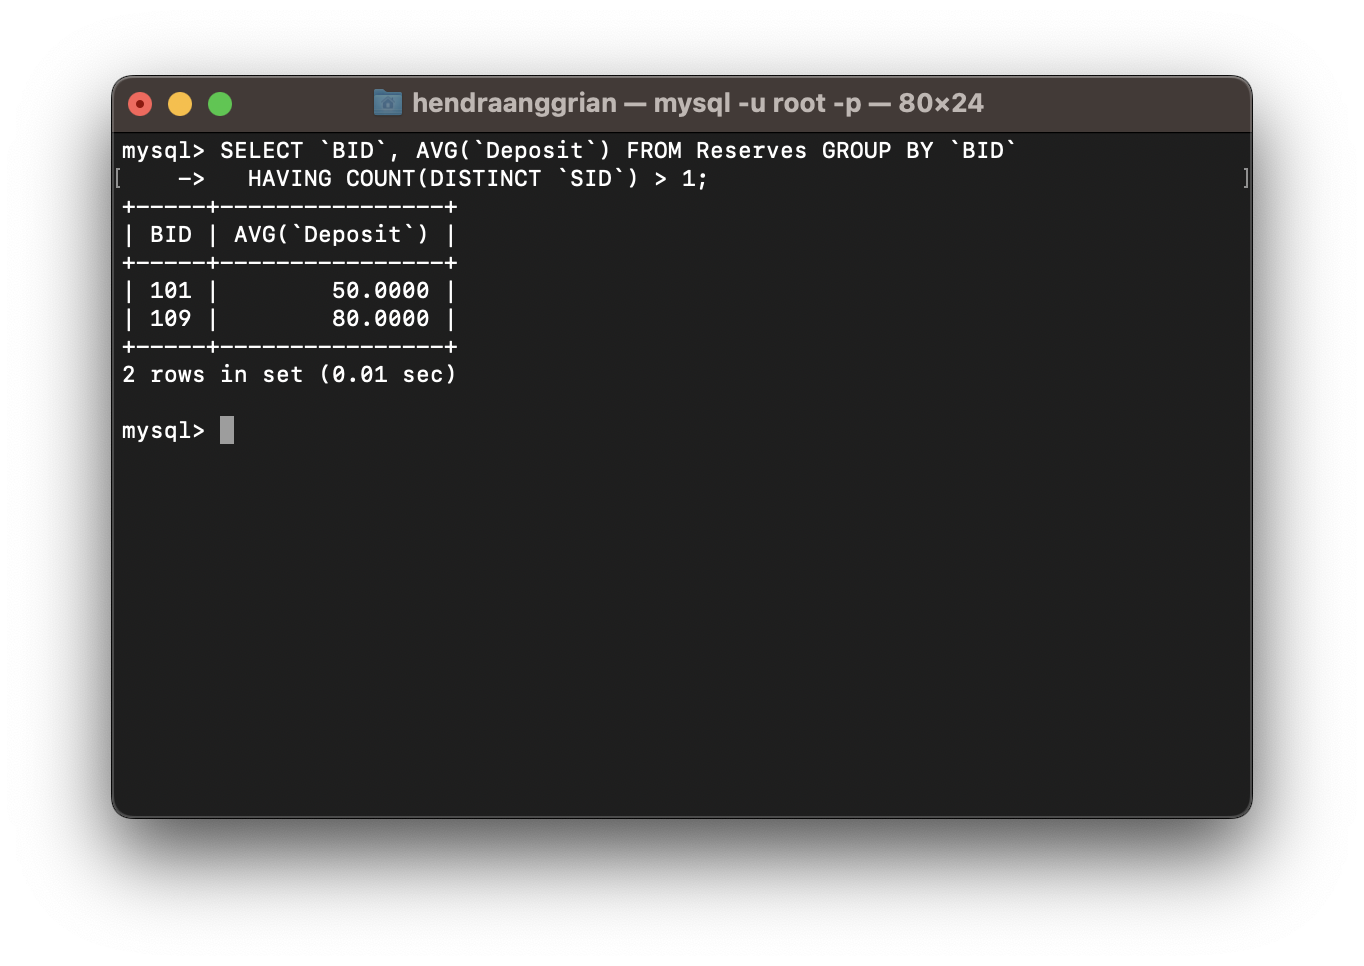 hendraanggrian — mysql -u root -p — 80×24
mysql> SELECT `BID`, AVG(`Deposit`) FROM Reserves GROUP BY `BID`
[    ->   HAVING COUNT(DISTINCT `SID`) > 1; ]
+-----+----------------+
| BID | AVG(`Deposit`) |
+-----+----------------+
| 101 |        50.0000 |
| 109 |        80.0000 |
+-----+----------------+
2 rows in set (0.01 sec)
mysql>